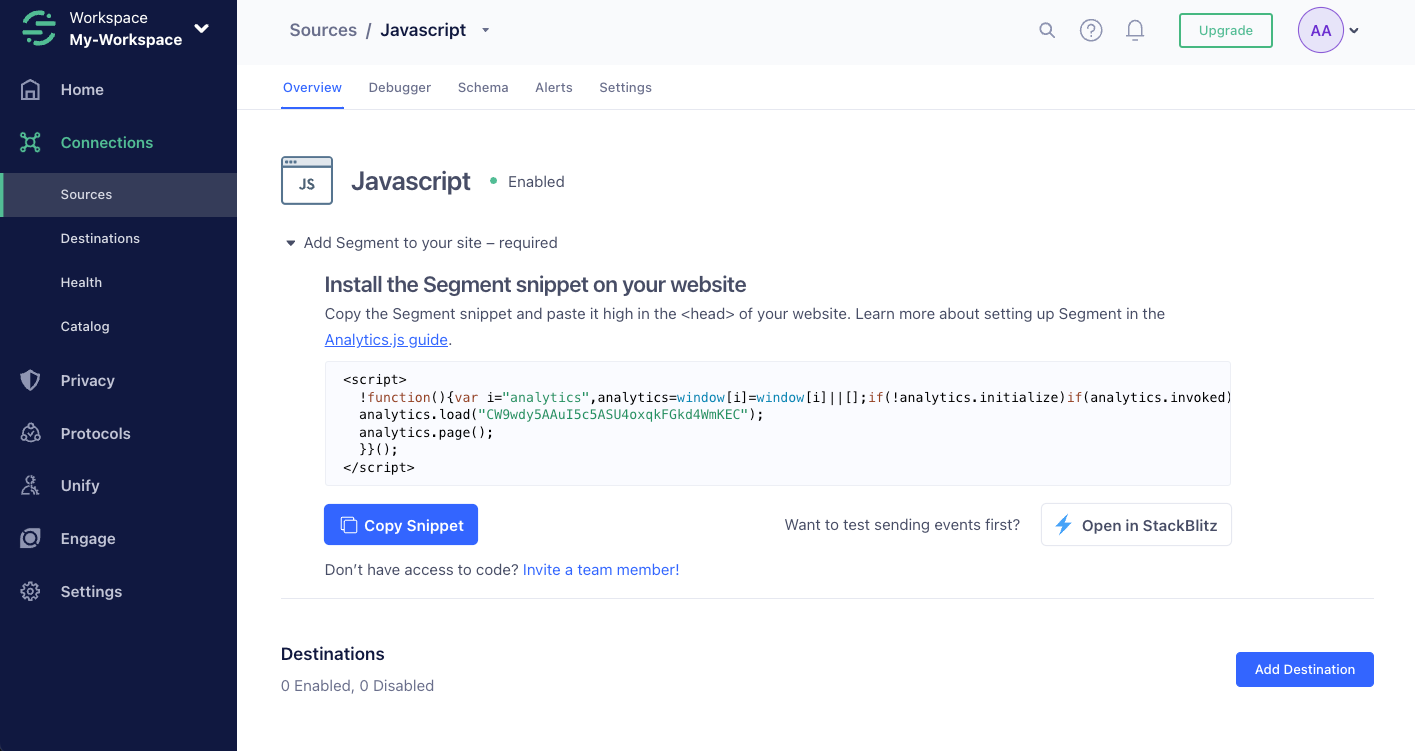 Workspace
My-Workspace
Home
Connections
Sources
Destinations
Health
Catalog
Privacy
Protocols
Unify
Engage
Settings
Sources / Javascript
Upgrade
AA
Overview Debugger Schema Alerts Settings
JS
Javascript
Enabled
Add Segment to your site – required
Install the Segment snippet on your website
Copy the Segment snippet and paste it high in the <head> of your website. Learn more about setting up Segment in the
Analytics.js guide.
<script>
!function(){var i="analytics",analytics=window[i]=window[i]||[];if(!analytics.initialize)if(analytics.invoked)
analytics.load("CW9wdy5AAuI5c5ASU4oxqkFGkd4WmKEC");
analytics.page();
}}();
</script>
Copy Snippet
Want to test sending events first?
Open in StackBlitz
Don't have access to code? Invite a team member!
Destinations
0 Enabled, 0 Disabled
Add Destination